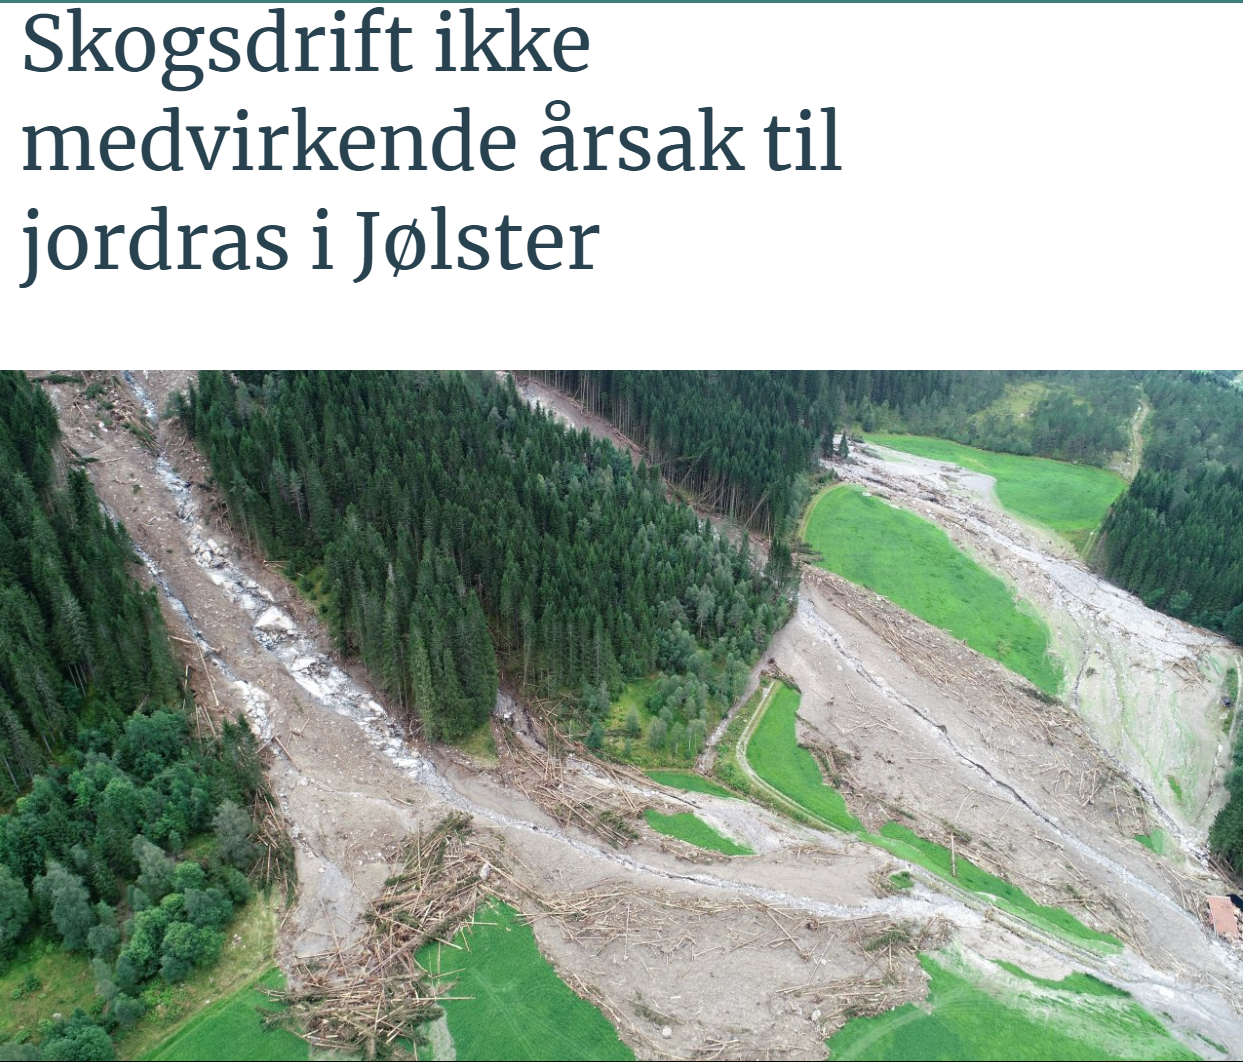 Skogsdrift ikke
medvirkende årsak til
jordras i Jølster